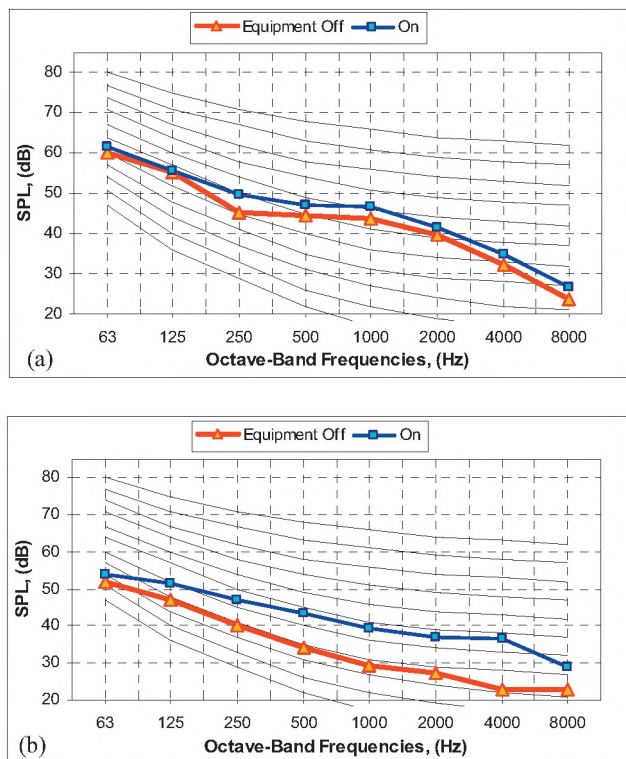 Equipment Off On
80
70
60
50
40
30
20
SPL, (dB)
63 125 250 500 1000 2000 4000 8000
(a) Octave-Band Frequencies, (Hz)
Equipment Off On
80
70
60
50
40
30
20
SPL, (dB)
63 125 250 500 1000 2000 4000 8000
(b) Octave-Band Frequencies, (Hz)